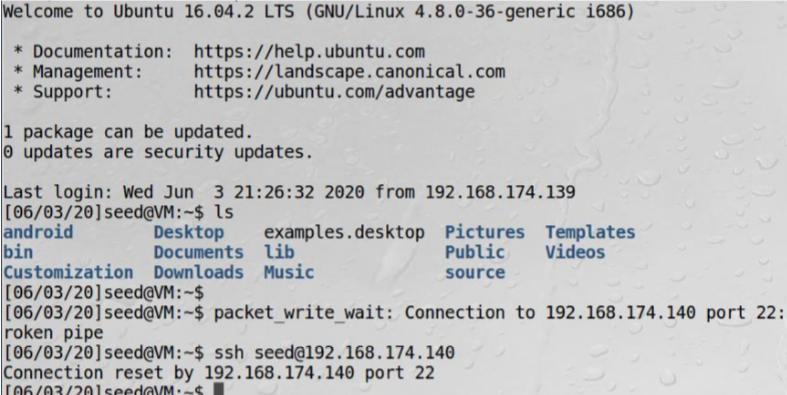 Welcome to Ubuntu 16.04.2 LTS (GNU/Linux 4.8.0-36-generic i686)
* Documentation:  https://help.ubuntu.com
* Management:     https://landscape.canonical.com
* Support:        https://ubuntu.com/advantage
1 package can be updated.
0 updates are security updates.
Last login: Wed Jun  3 21:26:32 2020 from 192.168.174.139
[06/03/20]seed@VM:~$ ls
android        Desktop    examples.desktop  Pictures  Templates
bin            Documents  lib               Public    Videos
Customization  Downloads  Music             source
[06/03/20]seed@VM:~$
[06/03/20]seed@VM:~$ packet_write_wait: Connection to 192.168.174.140 port 22:
roken pipe
[06/03/20]seed@VM:~$ ssh seed@192.168.174.140
Connection reset by 192.168.174.140 port 22
[06/03/20]seed@VM:~$